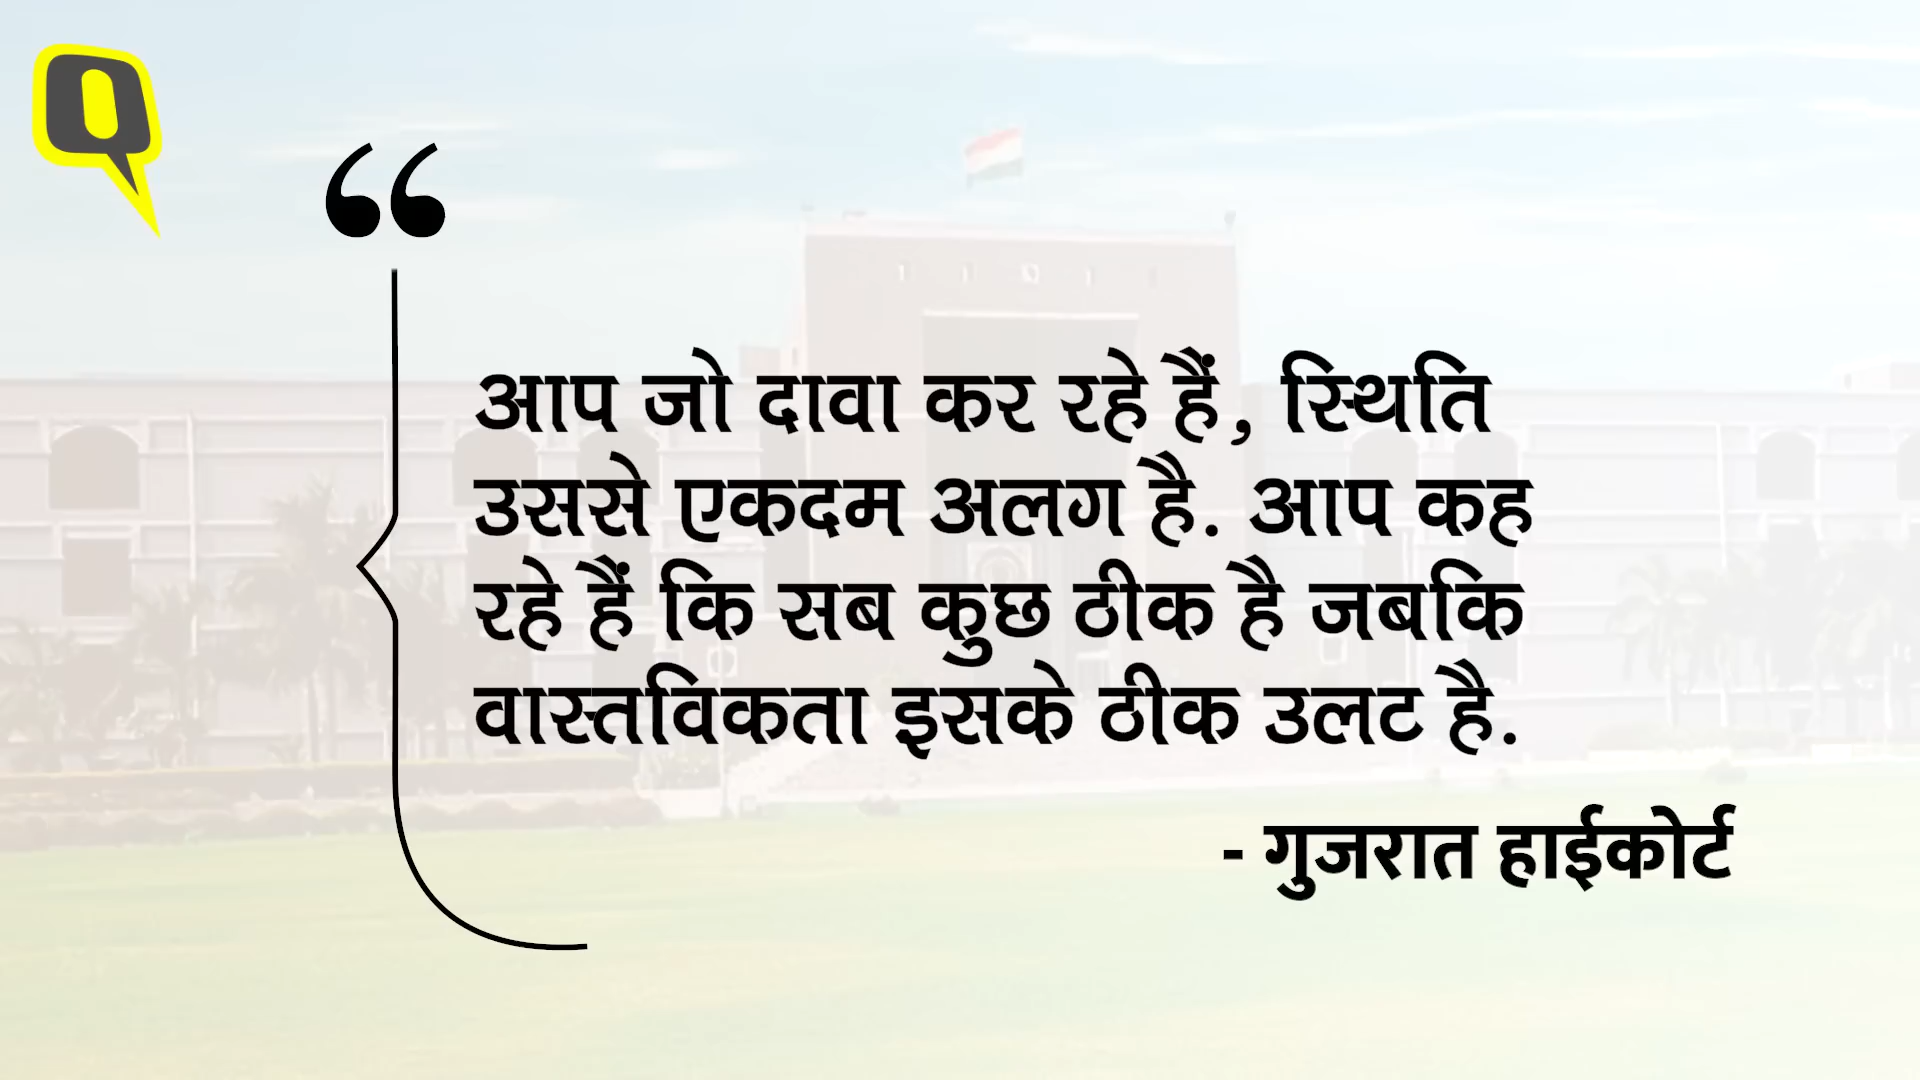 Q
“
आप जो दावा कर रहे हैं, स्थिति
उससे एकदम अलग है. आप कह
रहे हैं कि सब कुछ ठीक है जबकि
वास्तविकता इसके ठीक उलट है.
- गुजरात हाईकोर्ट